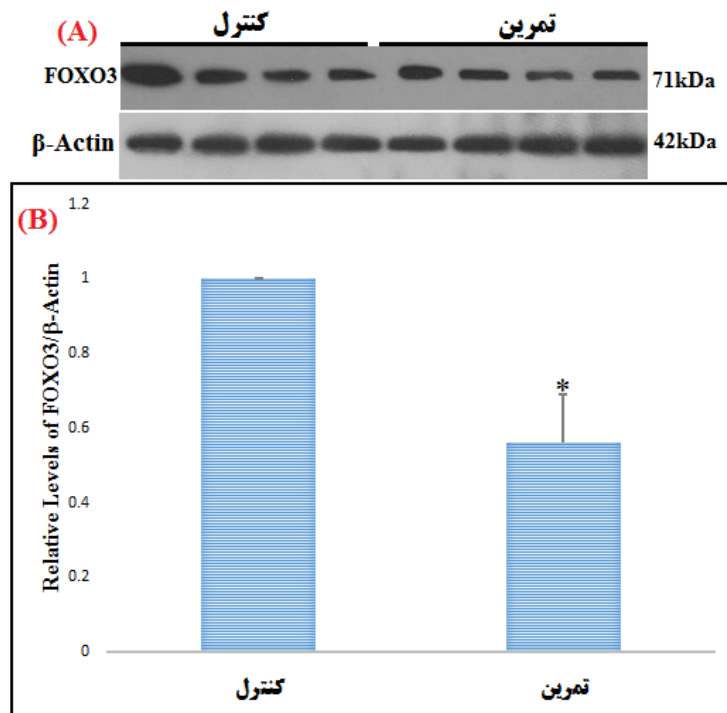 (A)
کنترل تمرین
FOXO3 71kDa
β-Actin 42kDa
(B)
Relative Levels of FOXO3/β-Actin
1.2
1
0.8
0.6
0.4
0.2
0
*
کنترل تمرین